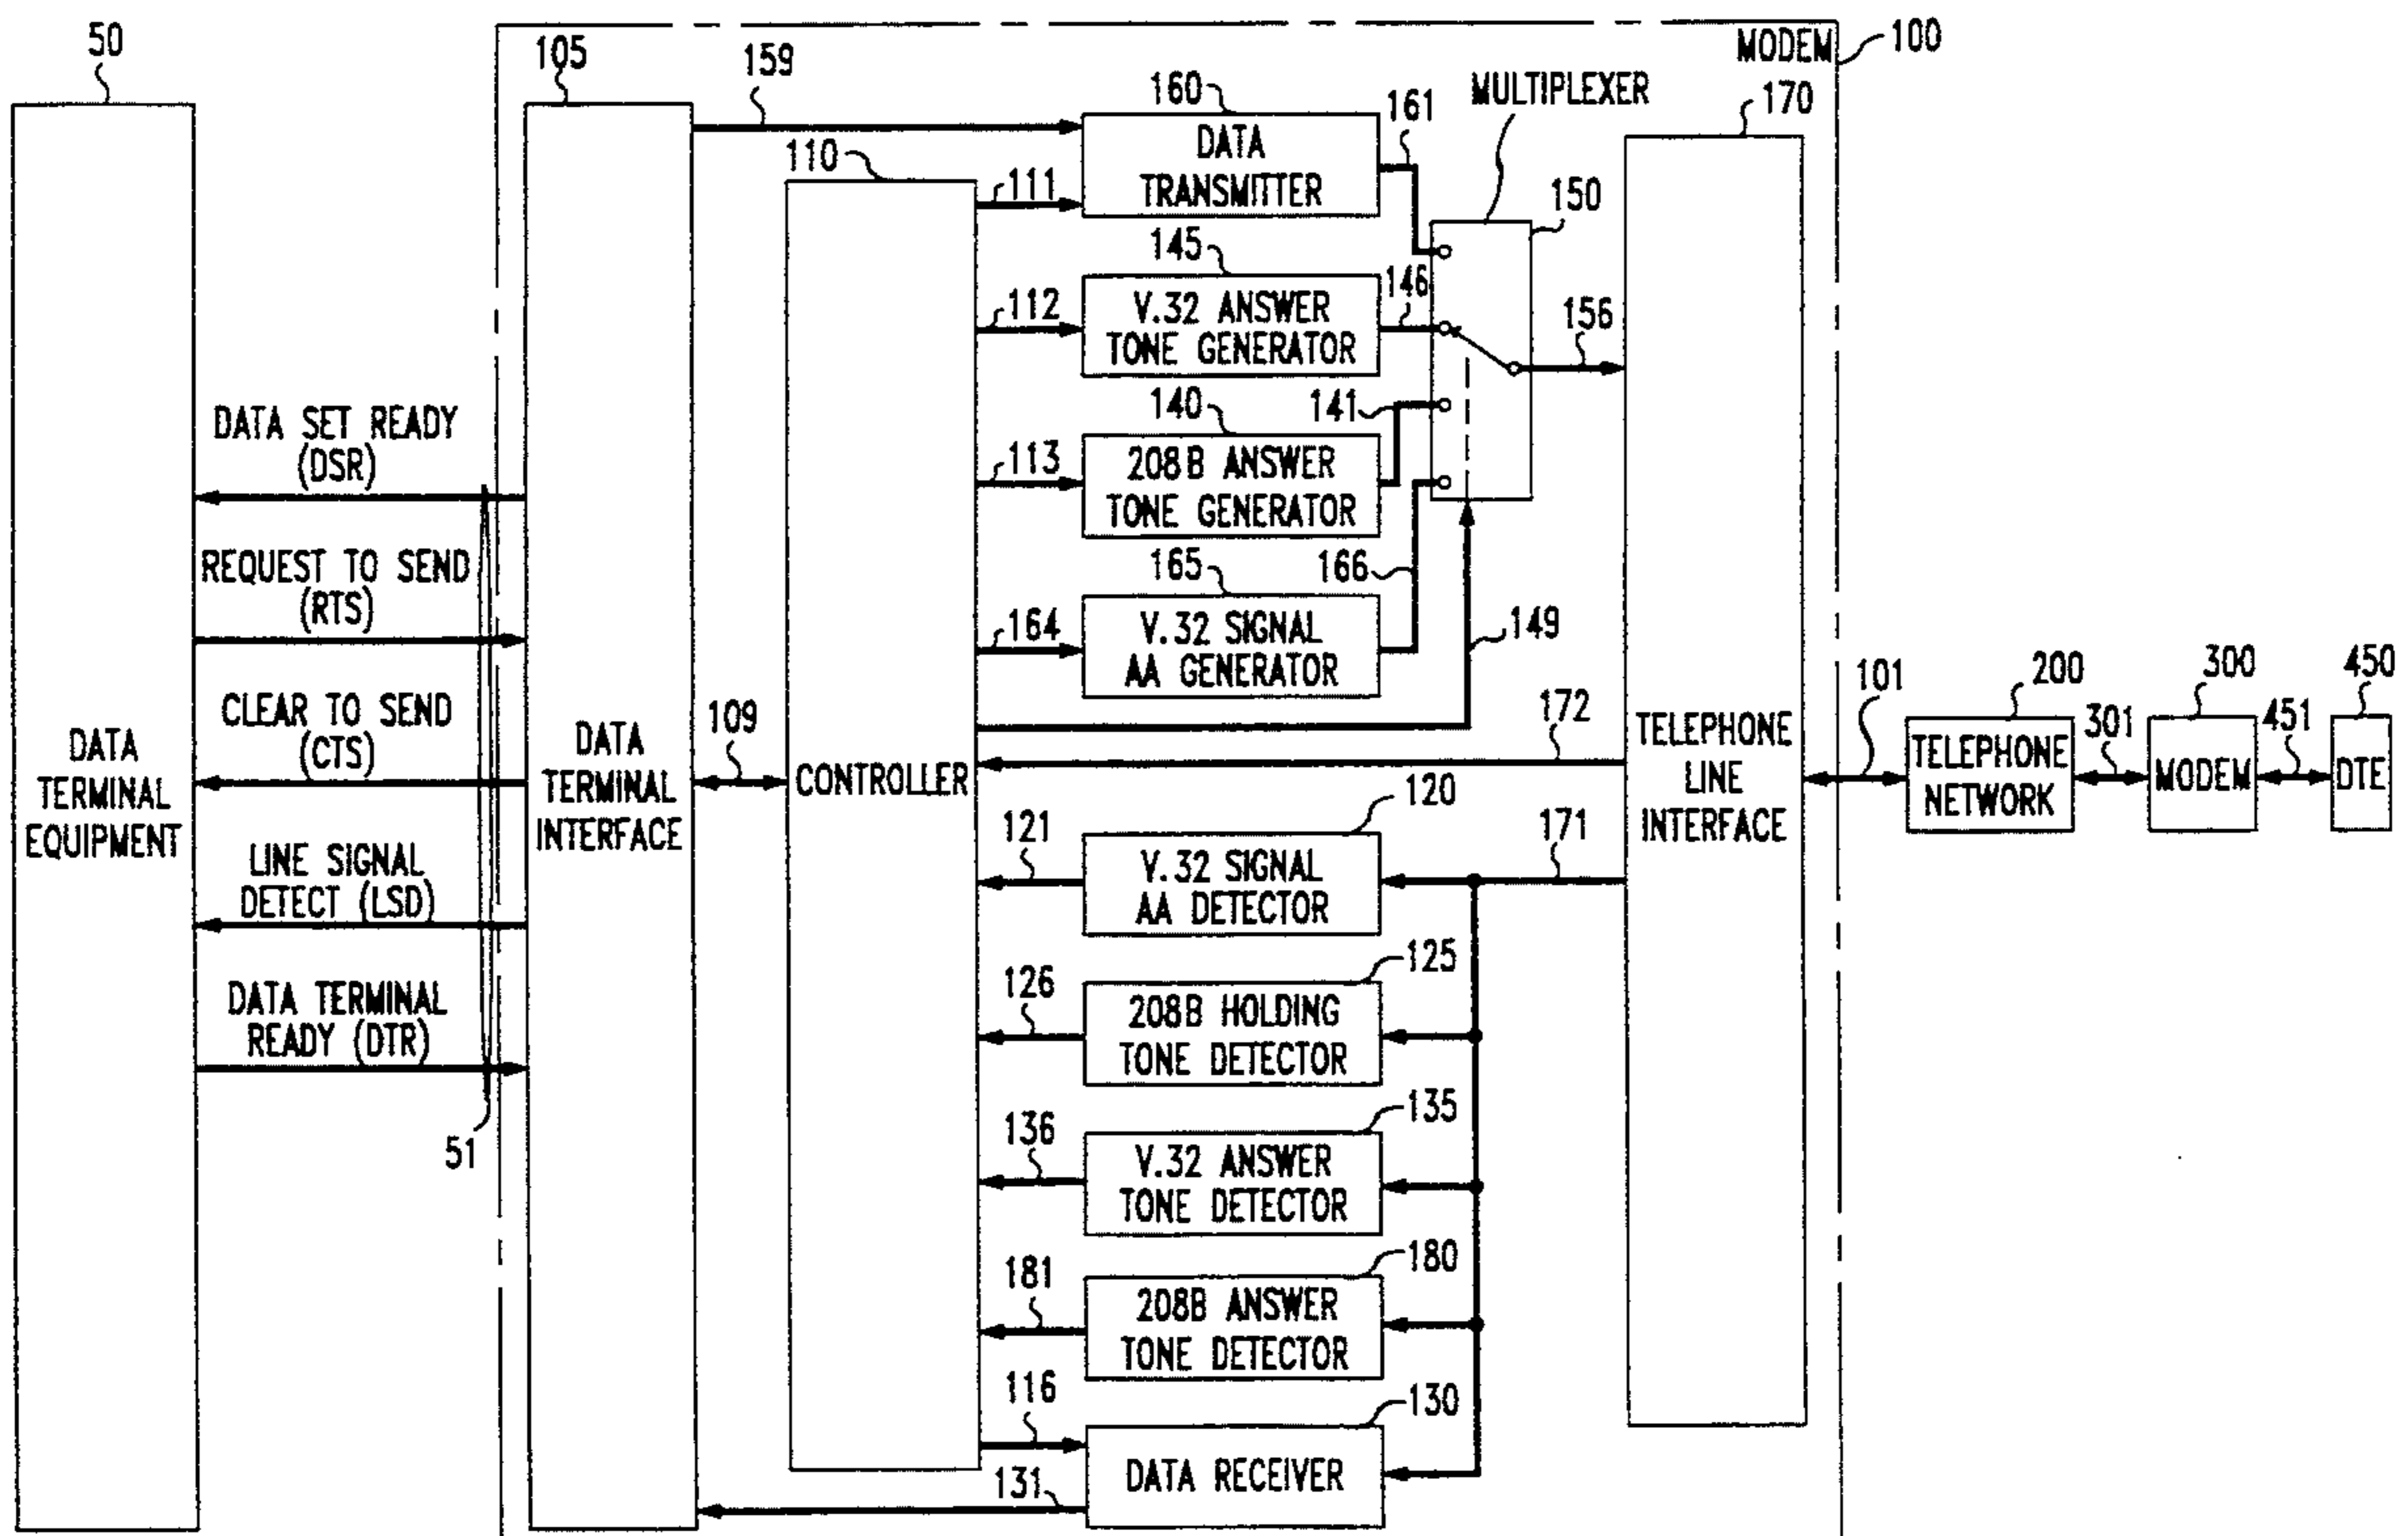 50
105
159
MODEM
100
MULTIPLEXER
170
160
161
DATA
TRANSMITTER
110
111
150
145
146
V.32 ANSWER
TONE GENERATOR
112
156
140
141
208B ANSWER
TONE GENERATOR
113
165
166
V.32 SIGNAL
AA GENERATOR
164
149
DATA SET READY
(DSR)
REQUEST TO SEND
(RTS)
CLEAR TO SEND
(CTS)
LINE SIGNAL
DETECT (LSD)
DATA TERMINAL
READY (DTR)
51
DATA
TERMINAL
EQUIPMENT
DATA
TERMINAL
INTERFACE
109
CONTROLLER
172
TELEPHONE
LINE
INTERFACE
101
200
TELEPHONE
NETWORK
301
300
MODEM
451
450
DTE
120
121
V.32 SIGNAL
AA DETECTOR
171
125
126
208B HOLDING
TONE DETECTOR
135
136
V.32 ANSWER
TONE DETECTOR
180
181
208B ANSWER
TONE DETECTOR
116
130
DATA RECEIVER
131